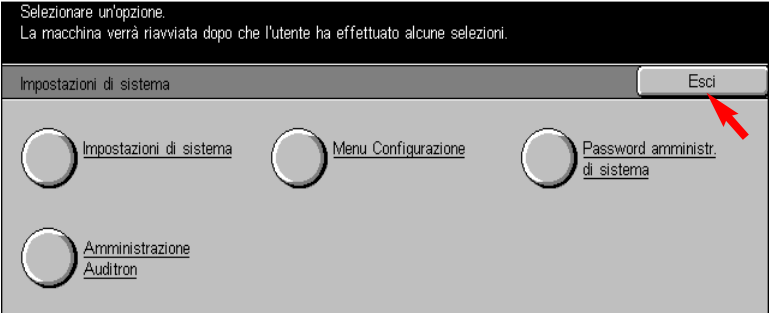 Selezionare un'opzione.
La macchina verrà riavviata dopo che l'utente ha effettuato alcune selezioni.
Impostazioni di sistema
Esci
Impostazioni di sistema
Menu Configurazione
Password amministr.
di sistema
Amministrazione
Auditron